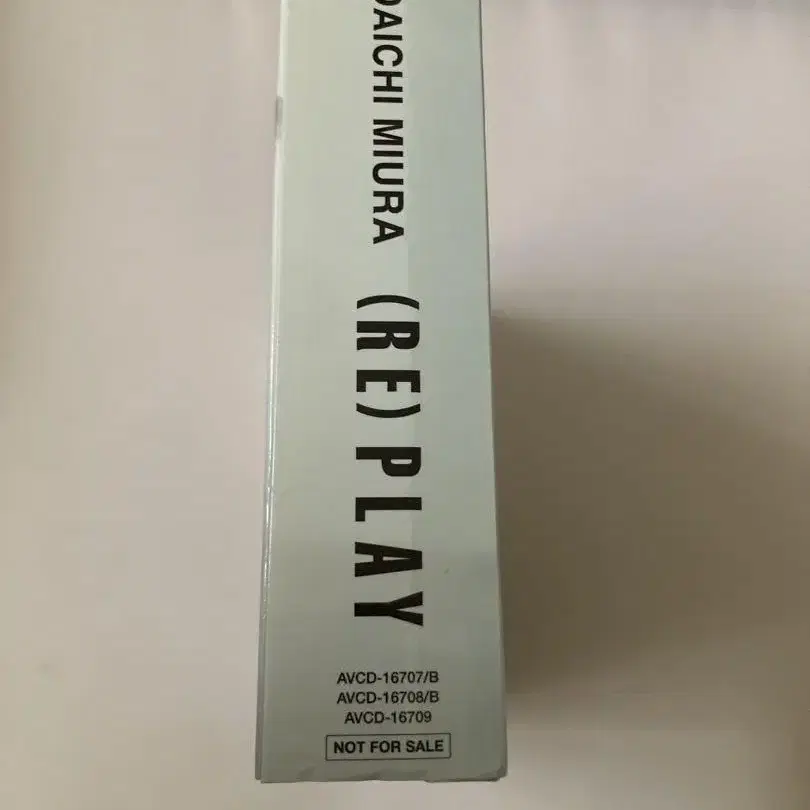 DAICHI MIURA (RE)PLAY
AVCD-16707/B
AVCD-16708/B
AVCD-16709
NOT FOR SALE